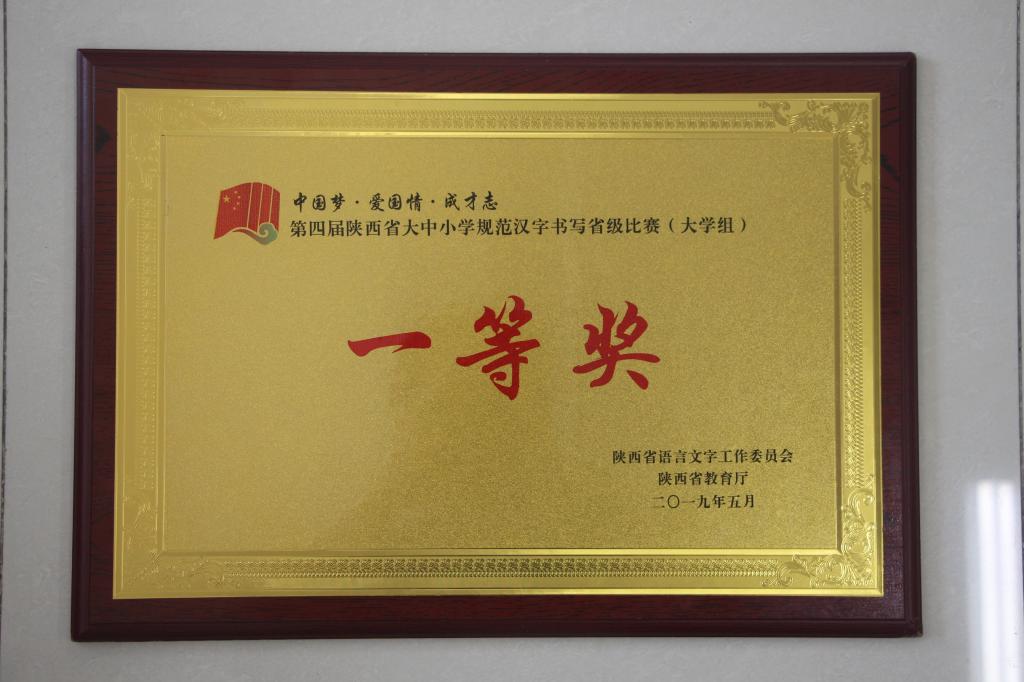 中国梦·爱国情·成才志
第四届陕西省大中小学规范汉字书写省级比赛（大学组）
一等奖
陕西省语言文字工作委员会
陕西省教育厅
二〇一九年五月